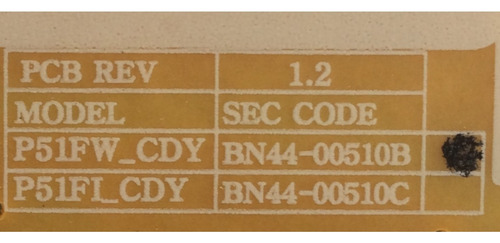 PCB REV 1.2
MODEL SEC CODE
P51FW_CDY BN44-00510B
P51FI_CDY BN44-00510C